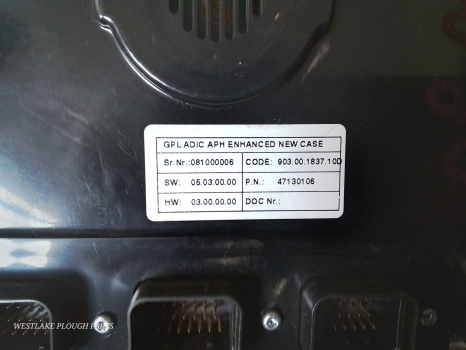 GPL ADIC APH ENHANCED NEW CASE
Sr.Nr.:081000006 CODE: 903.00.1837.10D
SW: 05.03.00.00 P.N.: 47130106
HW: 03.00.00.00 DOC Nr.:
WESTLAKE PLOUGH PARTS